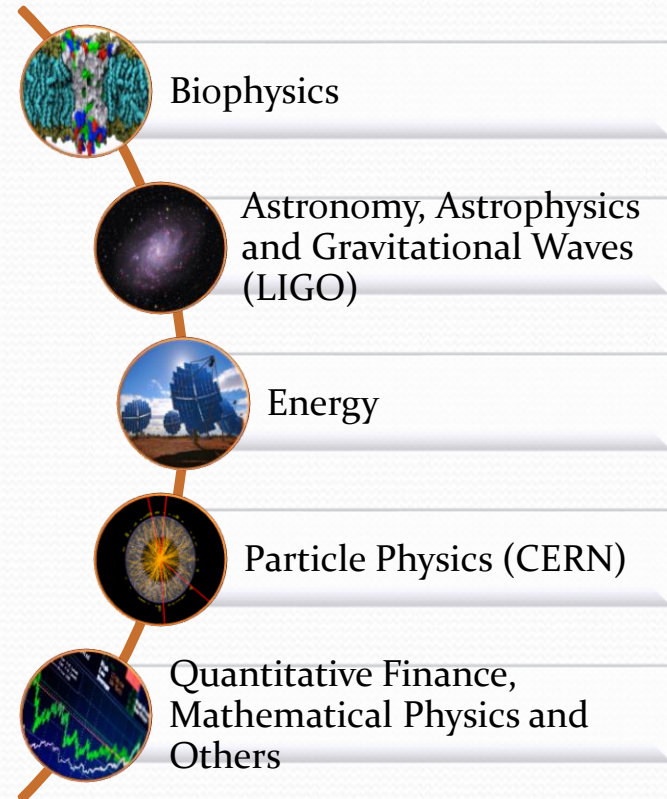 Biophysics
Astronomy, Astrophysics
and Gravitational Waves
(LIGO)
Energy
Particle Physics (CERN)
Quantitative Finance,
Mathematical Physics and
Others